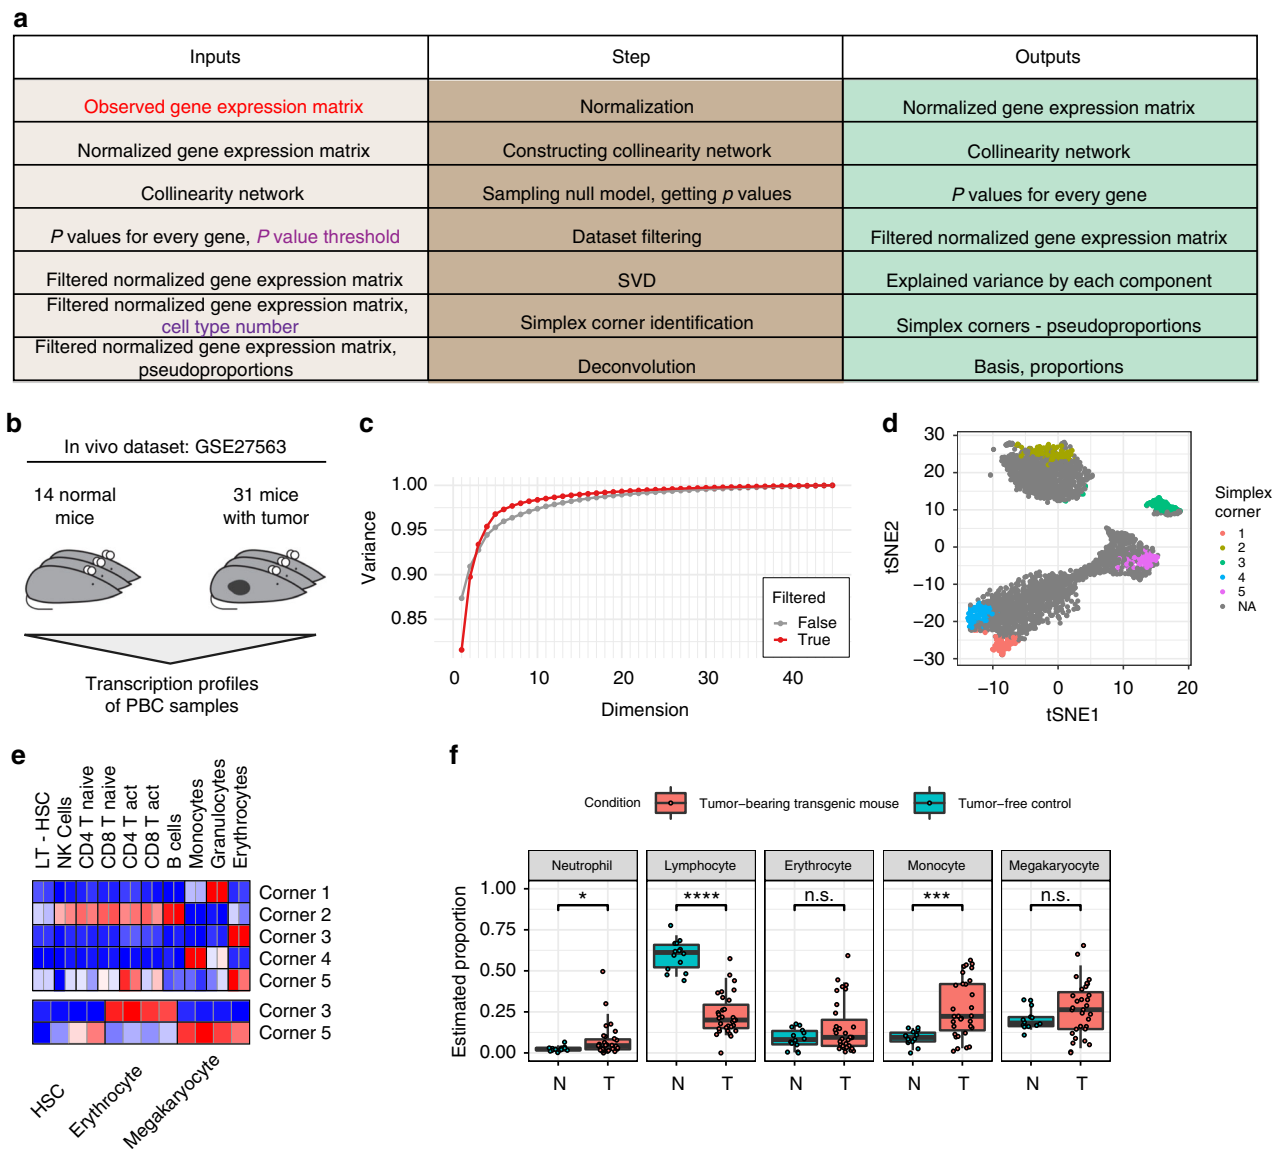 a
Inputs Step Outputs
Observed gene expression matrix Normalization Normalized gene expression matrix
Normalized gene expression matrix Constructing collinearity network Collinearity network
Collinearity network Sampling null model, getting p values P values for every gene
P values for every gene, P value threshold Dataset filtering Filtered normalized gene expression matrix
Filtered normalized gene expression matrix SVD Explained variance by each component
Filtered normalized gene expression matrix,
cell type number Simplex corner identification Simplex corners - pseudoproportions
Filtered normalized gene expression matrix,
pseudoproportions Deconvolution Basis, proportions
b
In vivo dataset: GSE27563
14 normal
mice
31 mice
with tumor
Transcription profiles
of PBC samples
c
Variance
1.00
0.95
0.90
0.85
0 10 20 30 40
Dimension
Filtered
False
True
d
tSNE2
30
20
10
0
−10
−20
−30
−10 0 10 20
tSNE1
Simplex
corner
1
2
3
4
5
NA
e
LT - HSC
NK Cells
CD4 T naive
CD8 T naive
CD4 T act
CD8 T act
B cells
Monocytes
Granulocytes
Erythrocytes
Corner 1
Corner 2
Corner 3
Corner 4
Corner 5
Corner 3
Corner 5
HSC
Erythrocyte
Megakaryocyte
f
Condition Tumor−bearing transgenic mouse Tumor−free control
Neutrophil Lymphocyte Erythrocyte Monocyte Megakaryocyte
* **** n.s. *** n.s.
Estimated proportion
1.00
0.75
0.50
0.25
0.00
N T N T N T N T N T